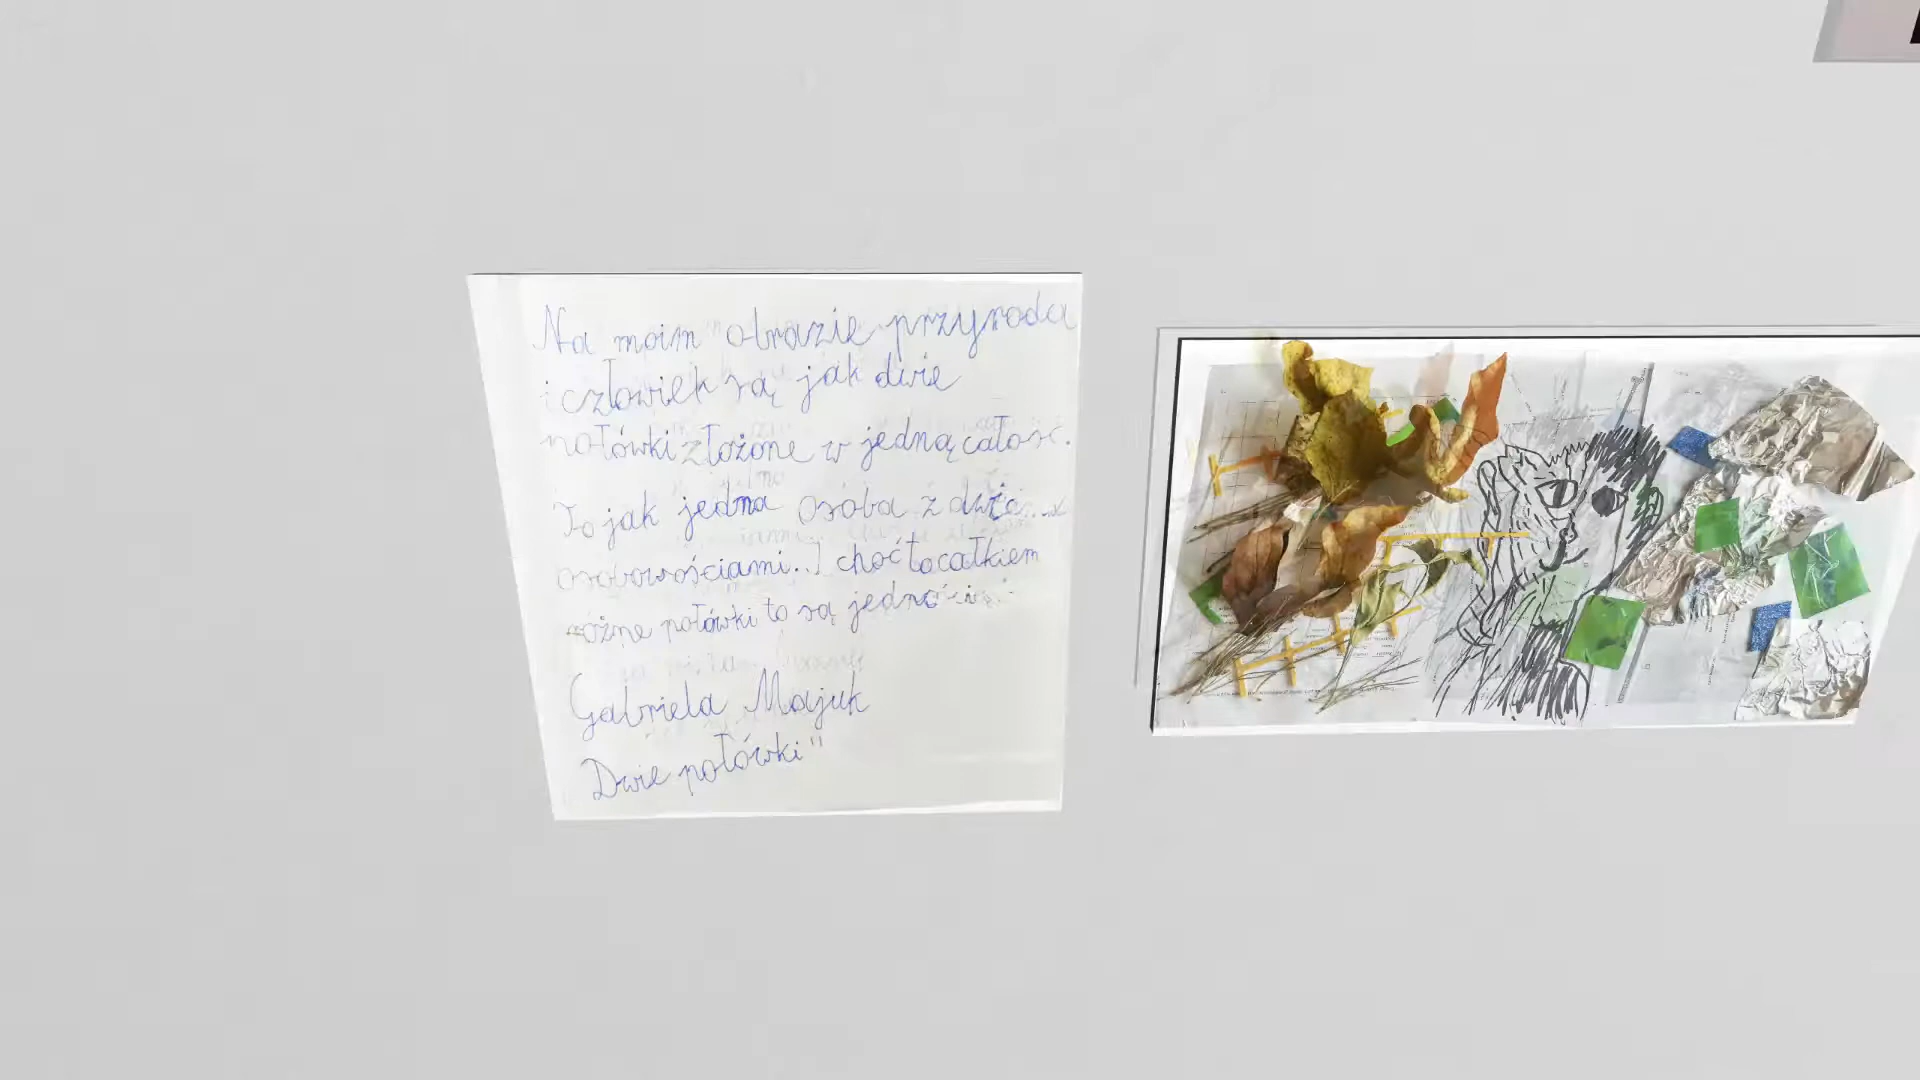 Na moim obrazie przyroda
i człowiek są jak dwie
połówki złożone w jedną całość.
To jak jedna osoba z
osobowościami... choć to całkiem
różne połówki to są jednością
Gabriela Majuk
Dwie połówki"